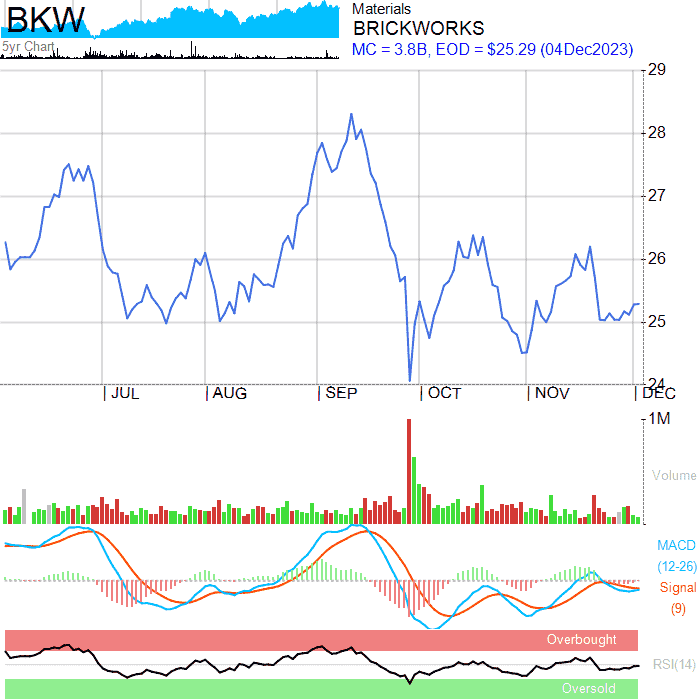 BKW
5yr Chart
Materials
BRICKWORKS
MC = 3.8B, EOD = $25.29 (04Dec2023)
29
28
27
26
25
24
JUL
AUG
SEP
OCT
NOV
DEC
1M
Volume
MACD
(12-26)
Signal
(9)
Overbought
RSI(14)
Oversold